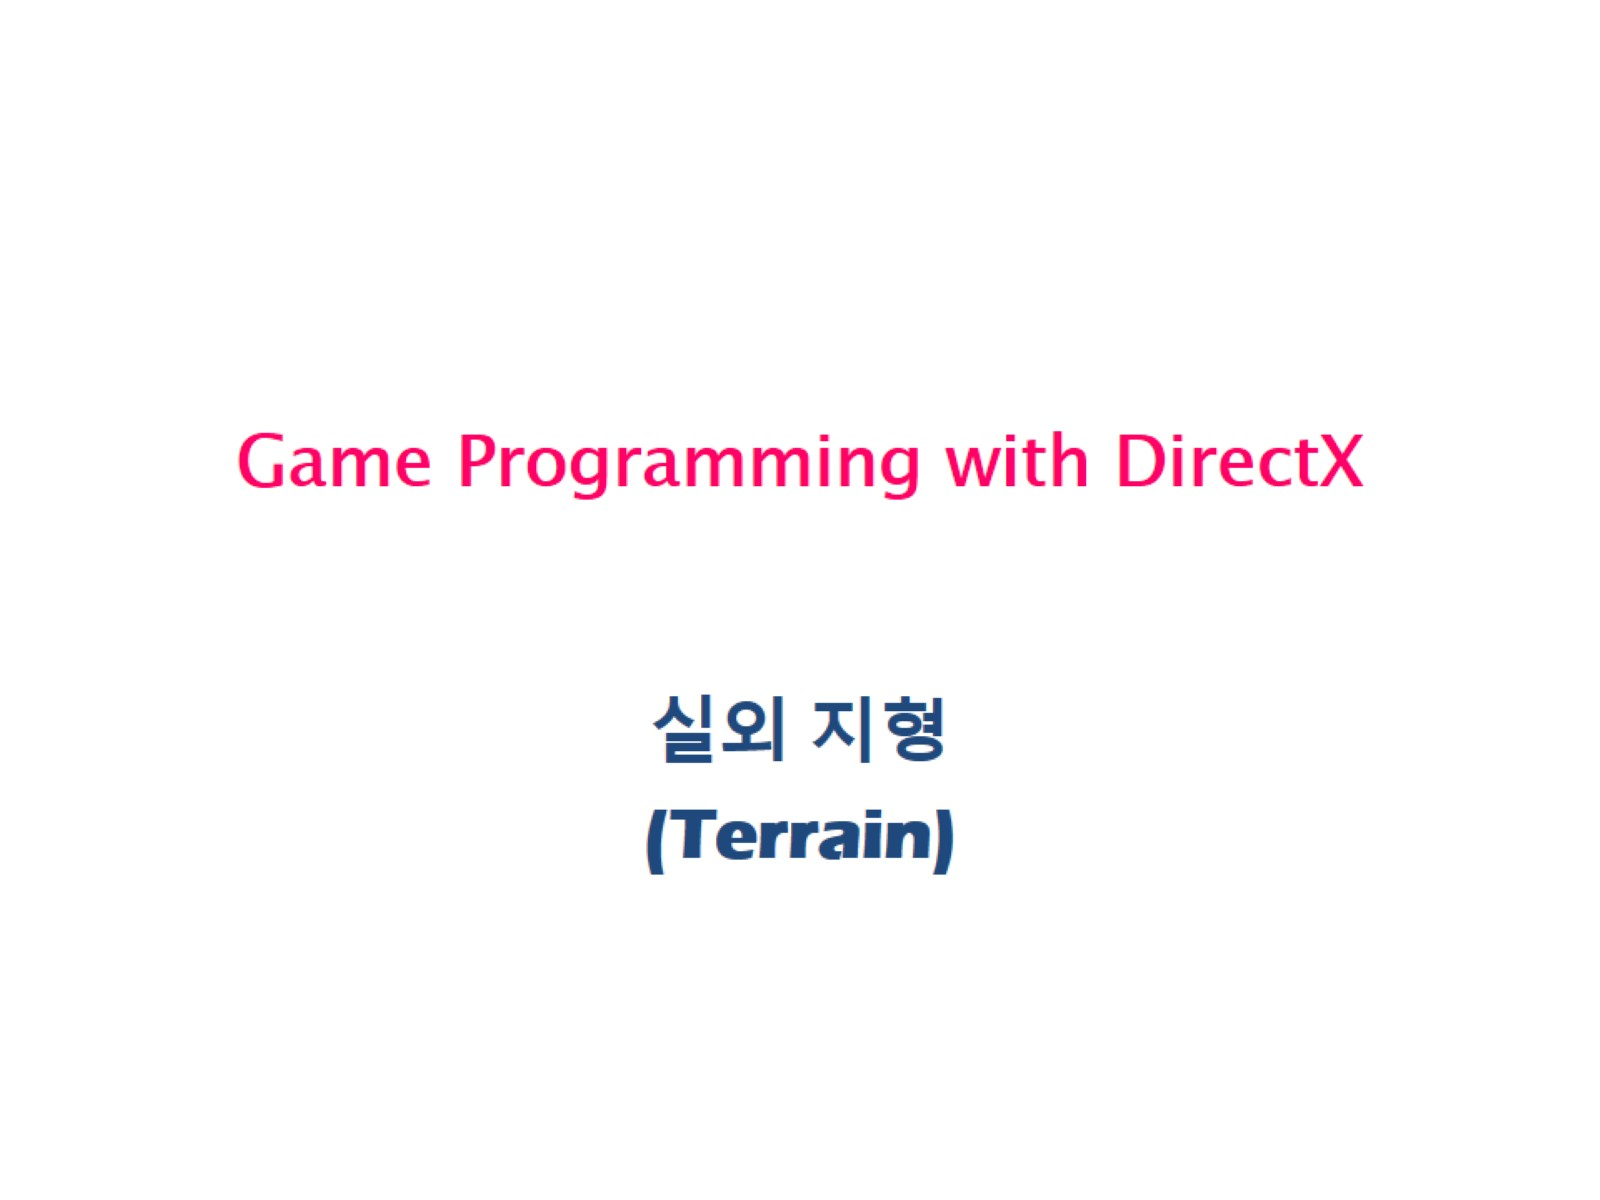 Game Programming with DirectX
실외 지형
(Terrain)